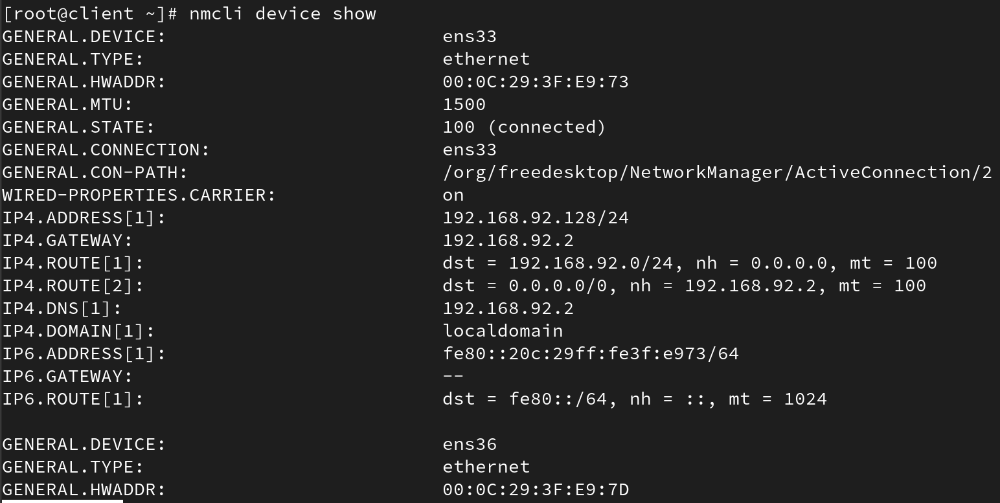 [root@client ~]# nmcli device show
GENERAL.DEVICE: ens33
GENERAL.TYPE: ethernet
GENERAL.HWADDR: 00:0C:29:3F:E9:73
GENERAL.MTU: 1500
GENERAL.STATE: 100 (connected)
GENERAL.CONNECTION: ens33
GENERAL.CON-PATH: /org/freedesktop/NetworkManager/ActiveConnection/2
WIRED-PROPERTIES.CARRIER: on
IP4.ADDRESS[1]: 192.168.92.128/24
IP4.GATEWAY: 192.168.92.2
IP4.ROUTE[1]: dst = 192.168.92.0/24, nh = 0.0.0.0, mt = 100
IP4.ROUTE[2]: dst = 0.0.0.0/0, nh = 192.168.92.2, mt = 100
IP4.DNS[1]: 192.168.92.2
IP4.DOMAIN[1]: localdomain
IP6.ADDRESS[1]: fe80::20c:29ff:fe3f:e973/64
IP6.GATEWAY: --
IP6.ROUTE[1]: dst = fe80::/64, nh = ::, mt = 1024
GENERAL.DEVICE: ens36
GENERAL.TYPE: ethernet
GENERAL.HWADDR: 00:0C:29:3F:E9:7D